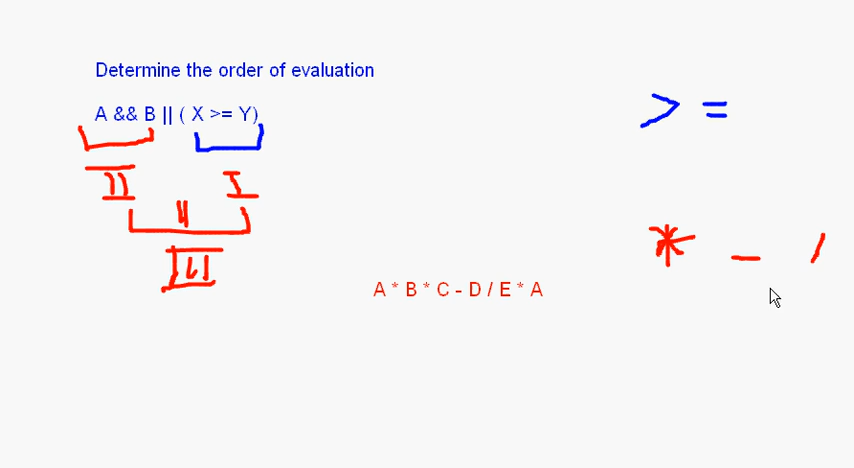 Determine the order of evaluation
A && B || ( X >= Y)
> =
II I
||
III
* - /
A * B * C - D / E * A